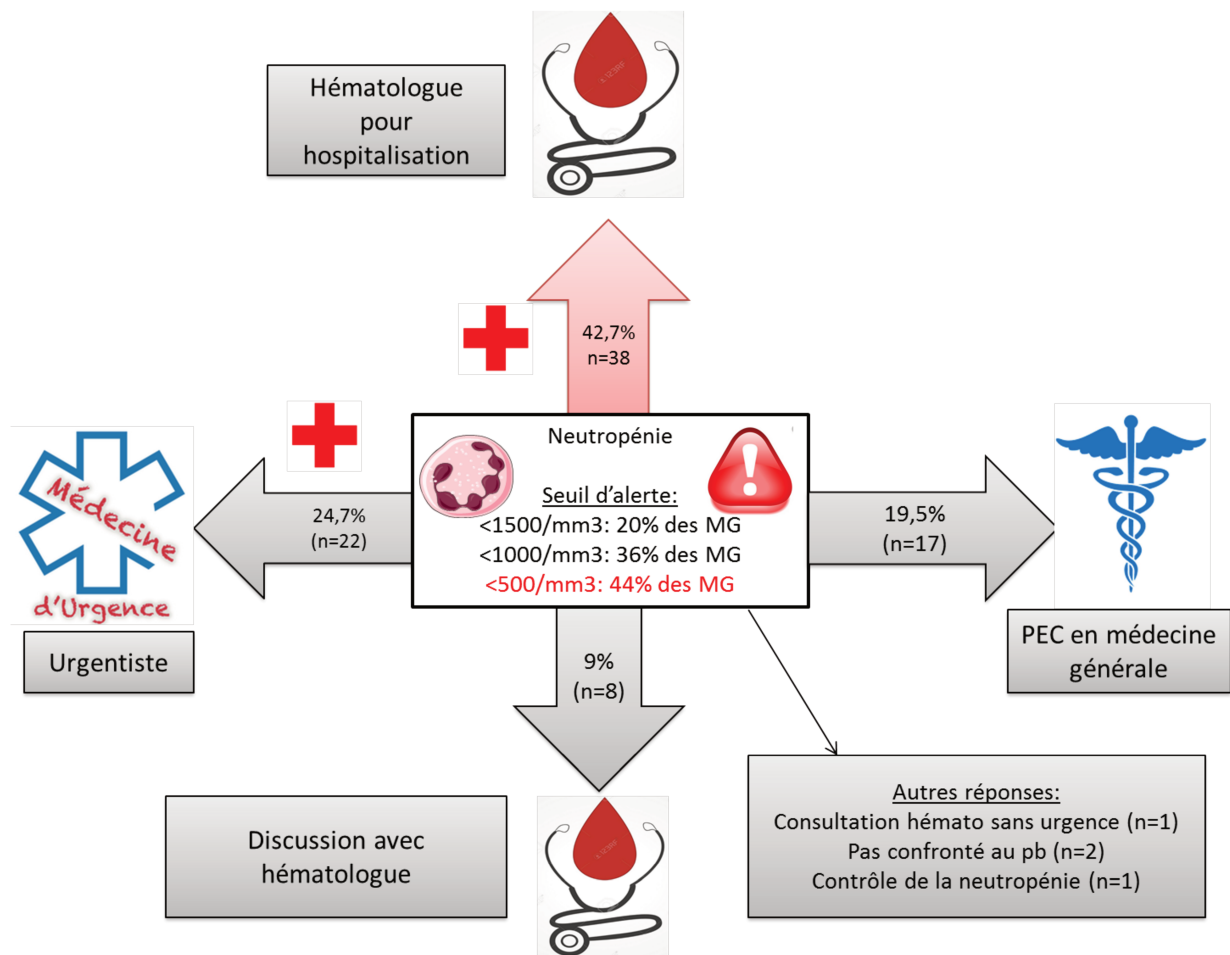 Hématologue
pour
hospitalisation
42,7%
n=38
Médecine
d'Urgence
Urgentiste
24,7%
(n=22)
Neutropénie
Seuil d'alerte:
<1500/mm3: 20% des MG
<1000/mm3: 36% des MG
<500/mm3: 44% des MG
19,5%
(n=17)
PEC en médecine
générale
9%
(n=8)
Discussion avec
hématologue
Autres réponses:
Consultation hémato sans urgence (n=1)
Pas confronté au pb (n=2)
Contrôle de la neutropénie (n=1)